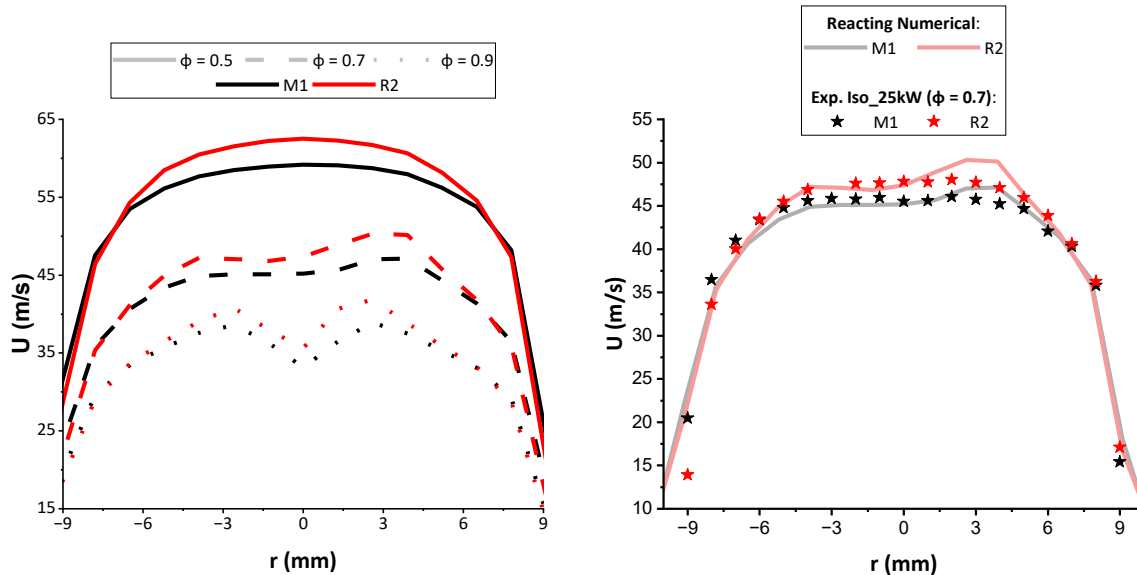 ϕ = 0.5 ϕ = 0.7 ϕ = 0.9
M1 R2
65
55
45
35
25
15
U (m/s)
−9 −6 −3 0 3 6 9
r (mm)
Reacting Numerical:
M1 R2
Exp. Iso_25kW (ϕ = 0.7):
M1 R2
55
50
45
40
35
30
25
20
15
10
U (m/s)
−9 −6 −3 0 3 6 9
r (mm)